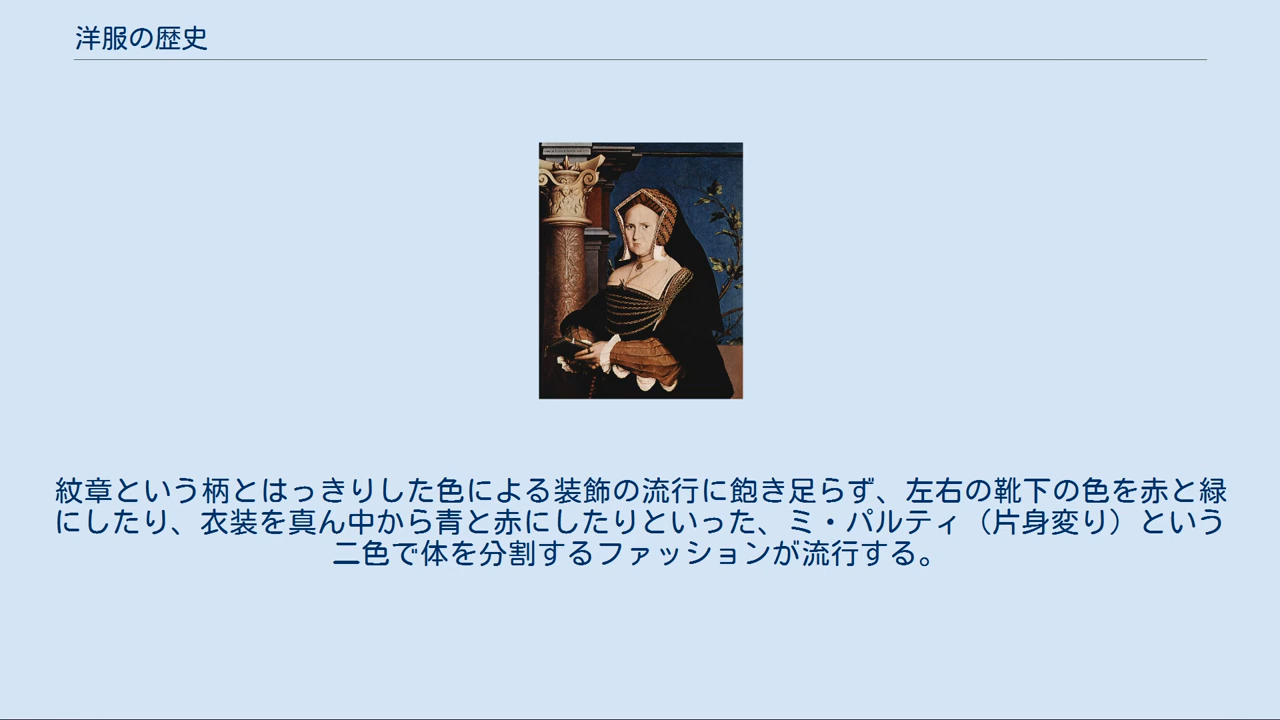 洋服の歴史
紋章という柄とはっきりした色による装飾の流行に飽き足らず、左右の靴下の色を赤と緑
にしたり、衣装を真ん中から青と赤にしたりといった、ミ・パルティ（片身変り）という
二色で体を分割するファッションが流行する。